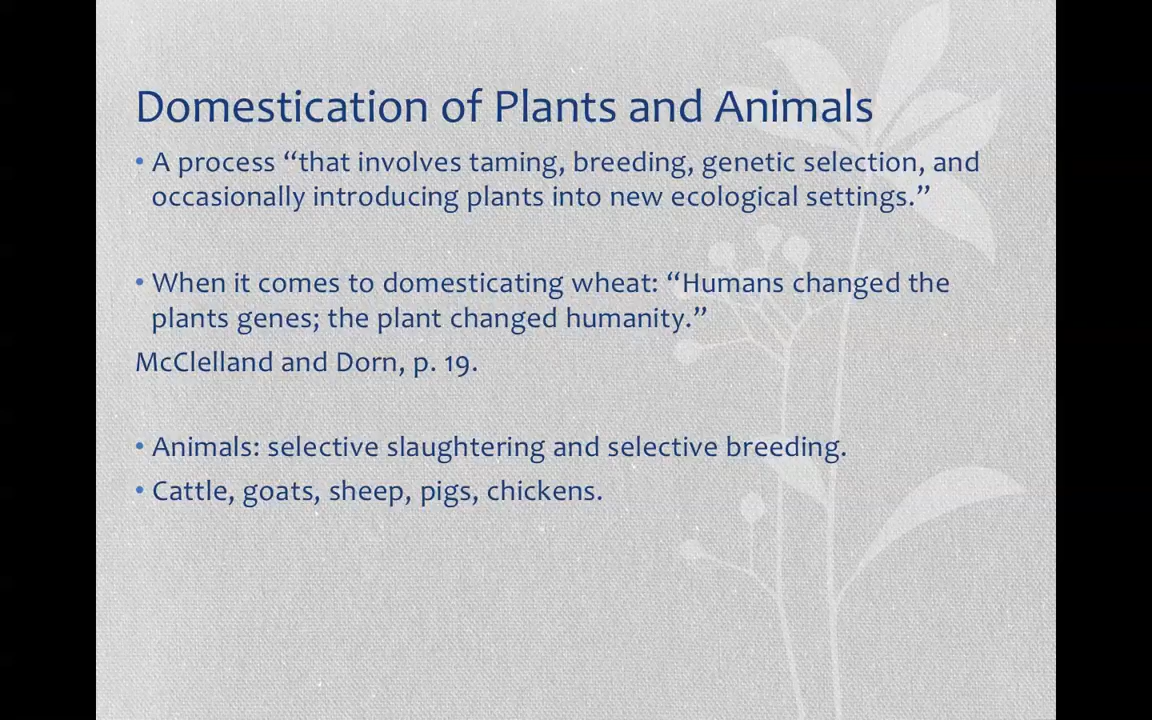 Domestication of Plants and Animals
• A process “that involves taming, breeding, genetic selection, and
occasionally introducing plants into new ecological settings.”
• When it comes to domesticating wheat: “Humans changed the
plants genes; the plant changed humanity.”
McClelland and Dorn, p. 19.
• Animals: selective slaughtering and selective breeding.
• Cattle, goats, sheep, pigs, chickens.